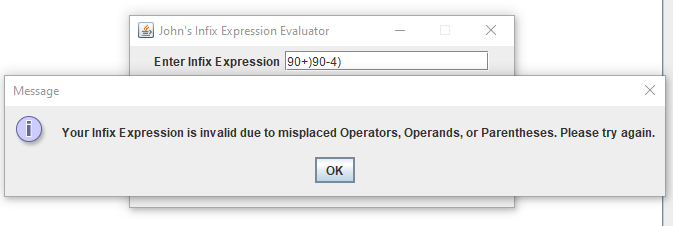 John's Infix Expression Evaluator
Enter Infix Expression 90+)90-4)
Message
Your Infix Expression is invalid due to misplaced Operators, Operands, or Parentheses. Please try again.
OK